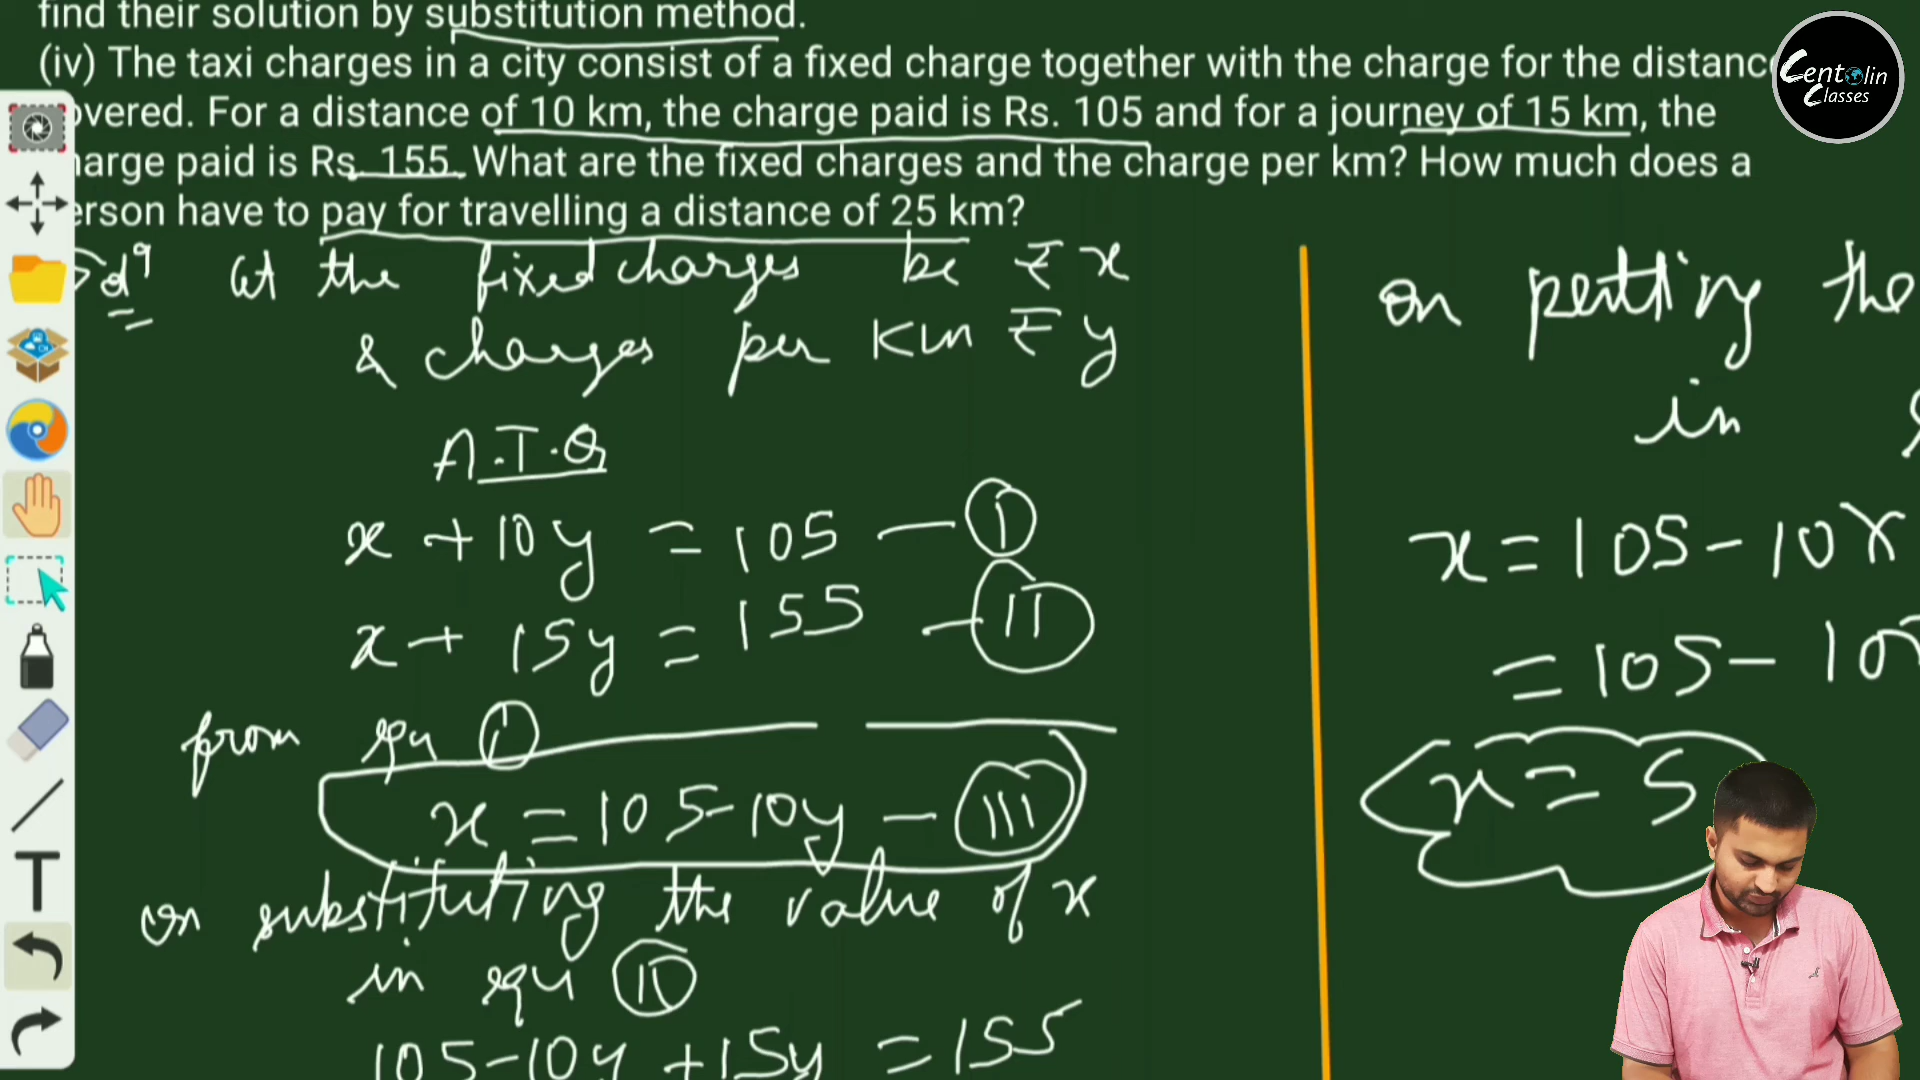 find their solution by substitution method.
(iv) The taxi charges in a city consist of a fixed charge together with the charge for the distanc
overed. For a distance of 10 km, the charge paid is Rs. 105 and for a journey of 15 km, the
harge paid is Rs. 155. What are the fixed charges and the charge per km? How much does a
erson have to pay for travelling a distance of 25 km?
the fixed charges be ₹ x
& charges per Km ₹ y
A.T.Q
x + 10y = 105 — I
x + 15y = 155 — II
from equ I
x = 105 - 10y — III
on substituting the value of x
in equ II
105 - 10y + 15y = 155
on putting the
in
x = 105 - 10
= 105 - 10
x = 5
Centolin
Classes
T